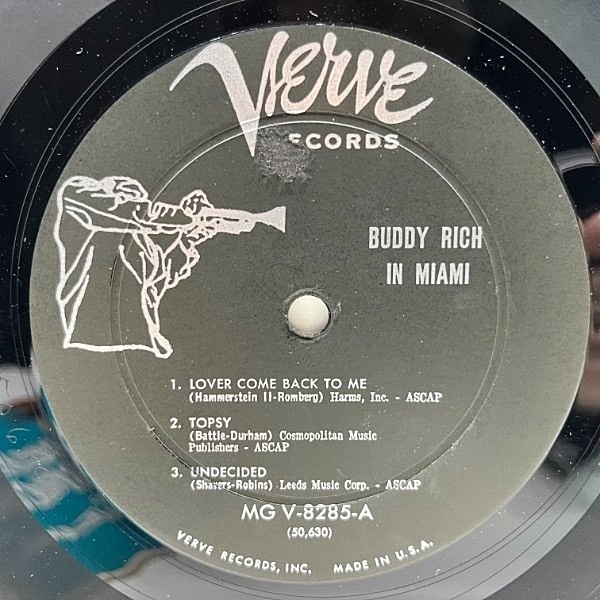 Verve
ECORDS
BUDDY RICH
IN MIAMI
1. LOVER COME BACK TO ME
(Hammerstein II-Romberg) Harms, Inc. - ASCAP
2. TOPSY
(Battle-Durham) Cosmopolitan Music
Publishers - ASCAP
3. UNDECIDED
(Shavers-Robins) Leeds Music Corp. - ASCAP
MG V-8285-A
(50,630)
VERVE RECORDS, INC. MADE IN U.S.A.